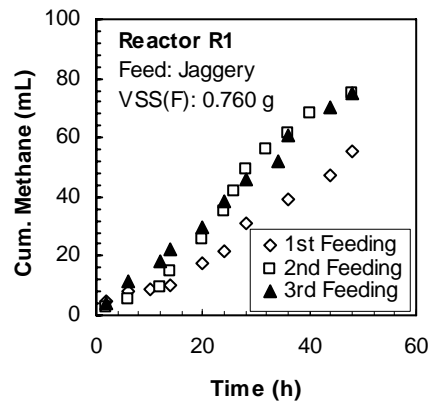 Reactor R1
Feed: Jaggery
VSS(F): 0.760 g
100
80
60
40
20
0
Cum. Methane (mL)
1st Feeding
2nd Feeding
3rd Feeding
0
20
40
60
Time (h)